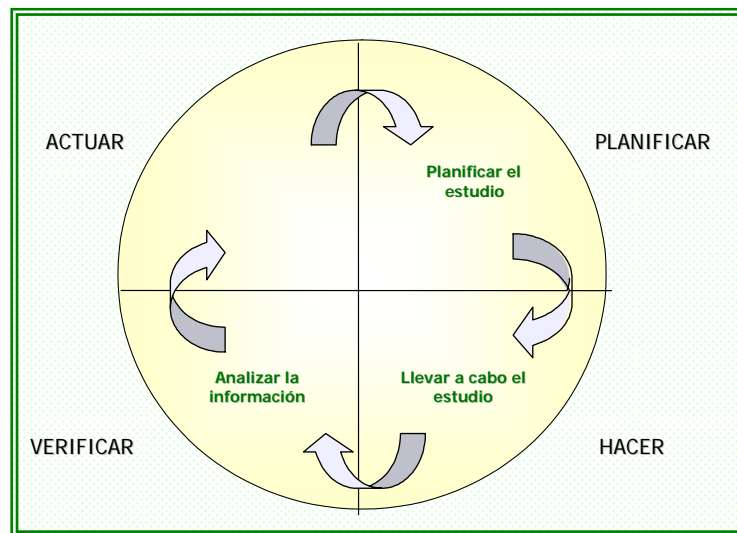 ACTUAR
PLANIFICAR
Planificar el
estudio
Analizar la
información
Llevar a cabo el
estudio
VERIFICAR
HACER